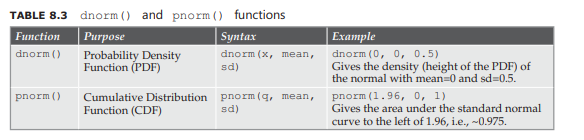 TABLE 8.3 dnorm() and pnorm() functions
Function Purpose Syntax Example
dnorm() Probability Density dnorm(x, mean, dnorm(0, 0, 0.5)
Function (PDF) sd) Gives the density (height of the PDF) of
the normal with mean=0 and sd=0.5.
pnorm() Cumulative Distribution pnorm(q, mean, pnorm(1.96, 0, 1)
Function (CDF) sd) Gives the area under the standard normal
curve to the left of 1.96, i.e., ~0.975.